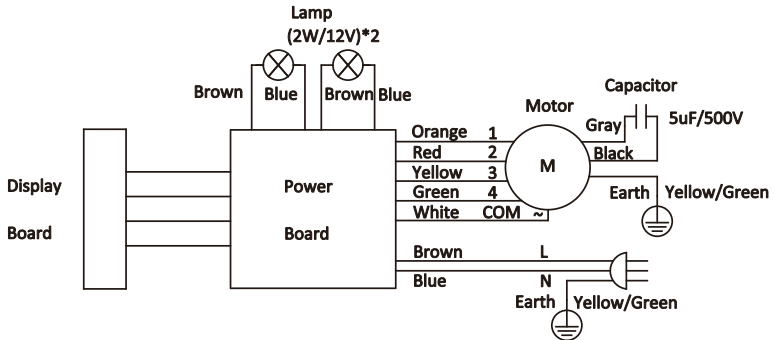 Lamp
(2W/12V)*2
Brown Blue Brown Blue
Capacitor
5uF/500V
Motor
Gray
Black
Orange 1
Red 2
Yellow 3
Green 4
White COM ~
M
Display
Board
Power
Board
Earth Yellow/Green
Brown L
Blue N
Earth Yellow/Green